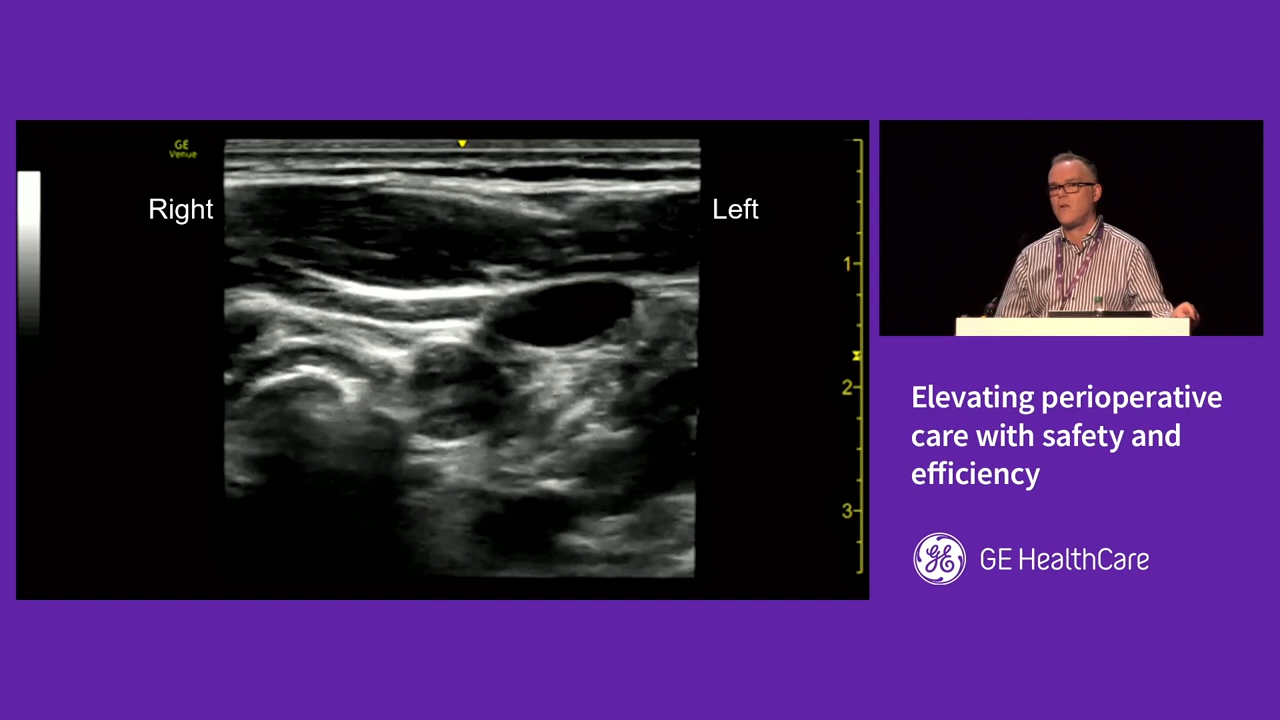 GE
Venue
Right
Left
1
2
3
Elevating perioperative
care with safety and
efficiency
GE HealthCare